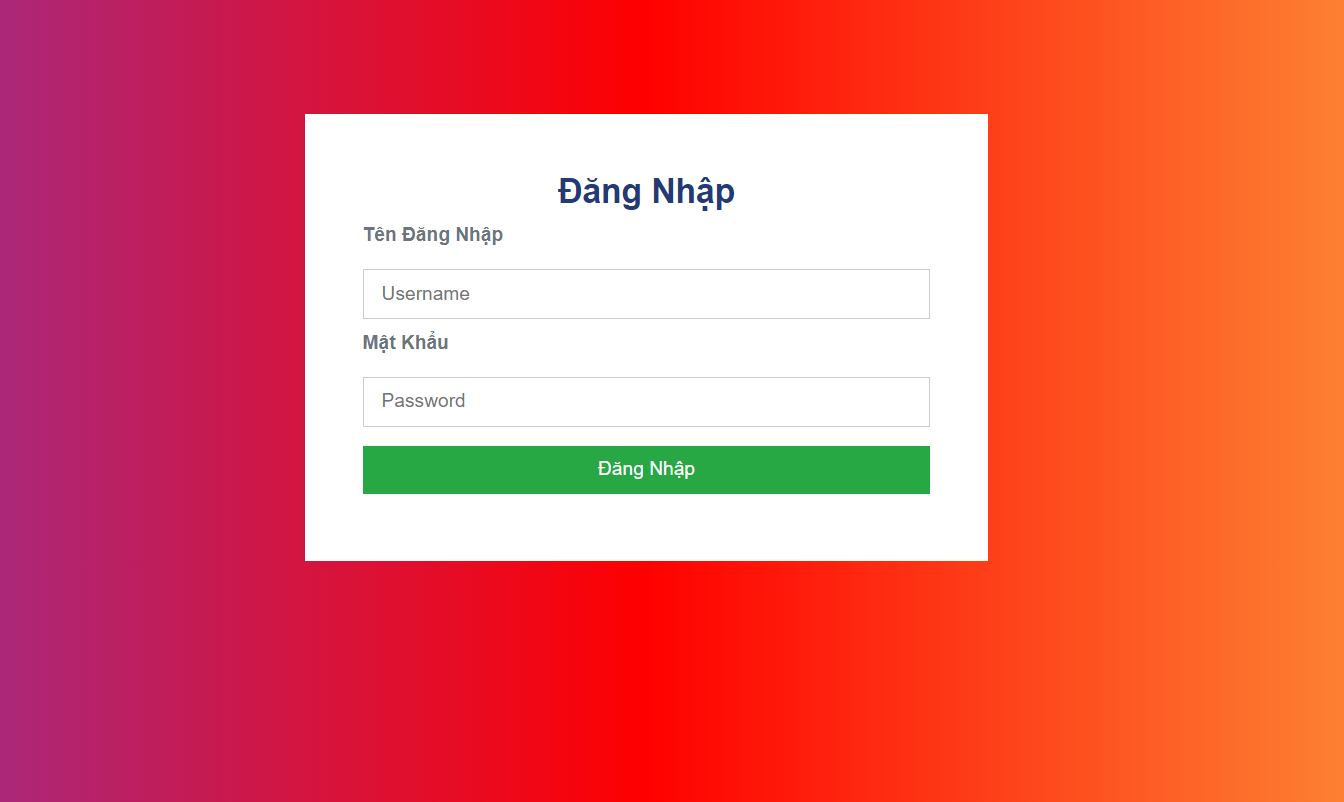 Đăng Nhập
Tên Đăng Nhập
Username
Mật Khẩu
Password
Đăng Nhập